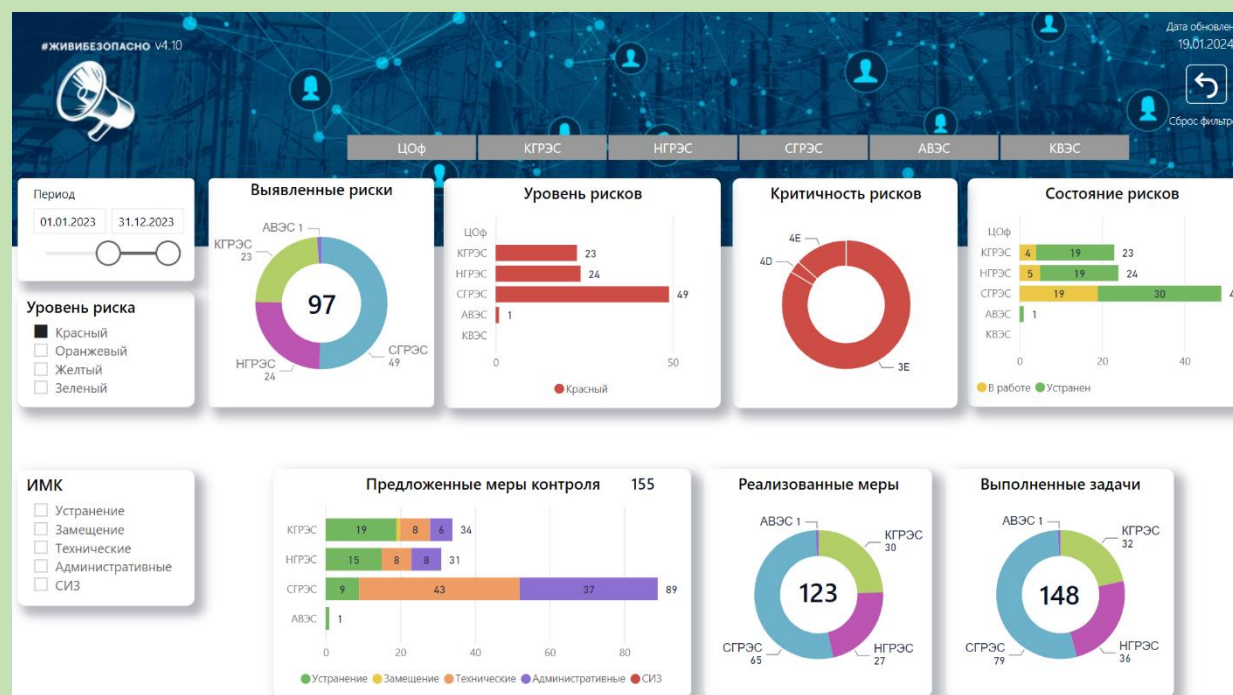 #ЖИВИБЕЗОПАСНО v4.10
Дата обновлен
19.01.2024
Сброс фильтро
ЦОф
КГРЭС
НГРЭС
СГРЭС
АВЭС
КВЭС
Период
01.01.2023
31.12.2023
Уровень риска
Красный
Оранжевый
Желтый
Зеленый
Выявленные риски
АВЭС 1
КГРЭС
23
97
НГРЭС
24
СГРЭС
49
Уровень рисков
ЦОф
КГРЭС 23
НГРЭС 24
СГРЭС 49
АВЭС 1
КВЭС
0 50
Красный
Критичность рисков
4E
4D
3E
Состояние рисков
ЦОф
КГРЭС 4 19 23
НГРЭС 5 19 24
СГРЭС 19 30 4
АВЭС 1
КВЭС
0 20 40
В работе Устранен
ИМК
Устранение
Замещение
Технические
Административные
СИЗ
Предложенные меры контроля 155
КГРЭС 19 8 6 34
НГРЭС 15 8 8 31
СГРЭС 9 43 37 89
АВЭС 1
0 20 40 60 80
Устранение Замещение Технические Административные СИЗ
Реализованные меры
АВЭС 1
КГРЭС
30
123
СГРЭС
65
НГРЭС
27
Выполненные задачи
АВЭС 1
КГРЭС
32
148
СГРЭС
79
НГРЭС
36